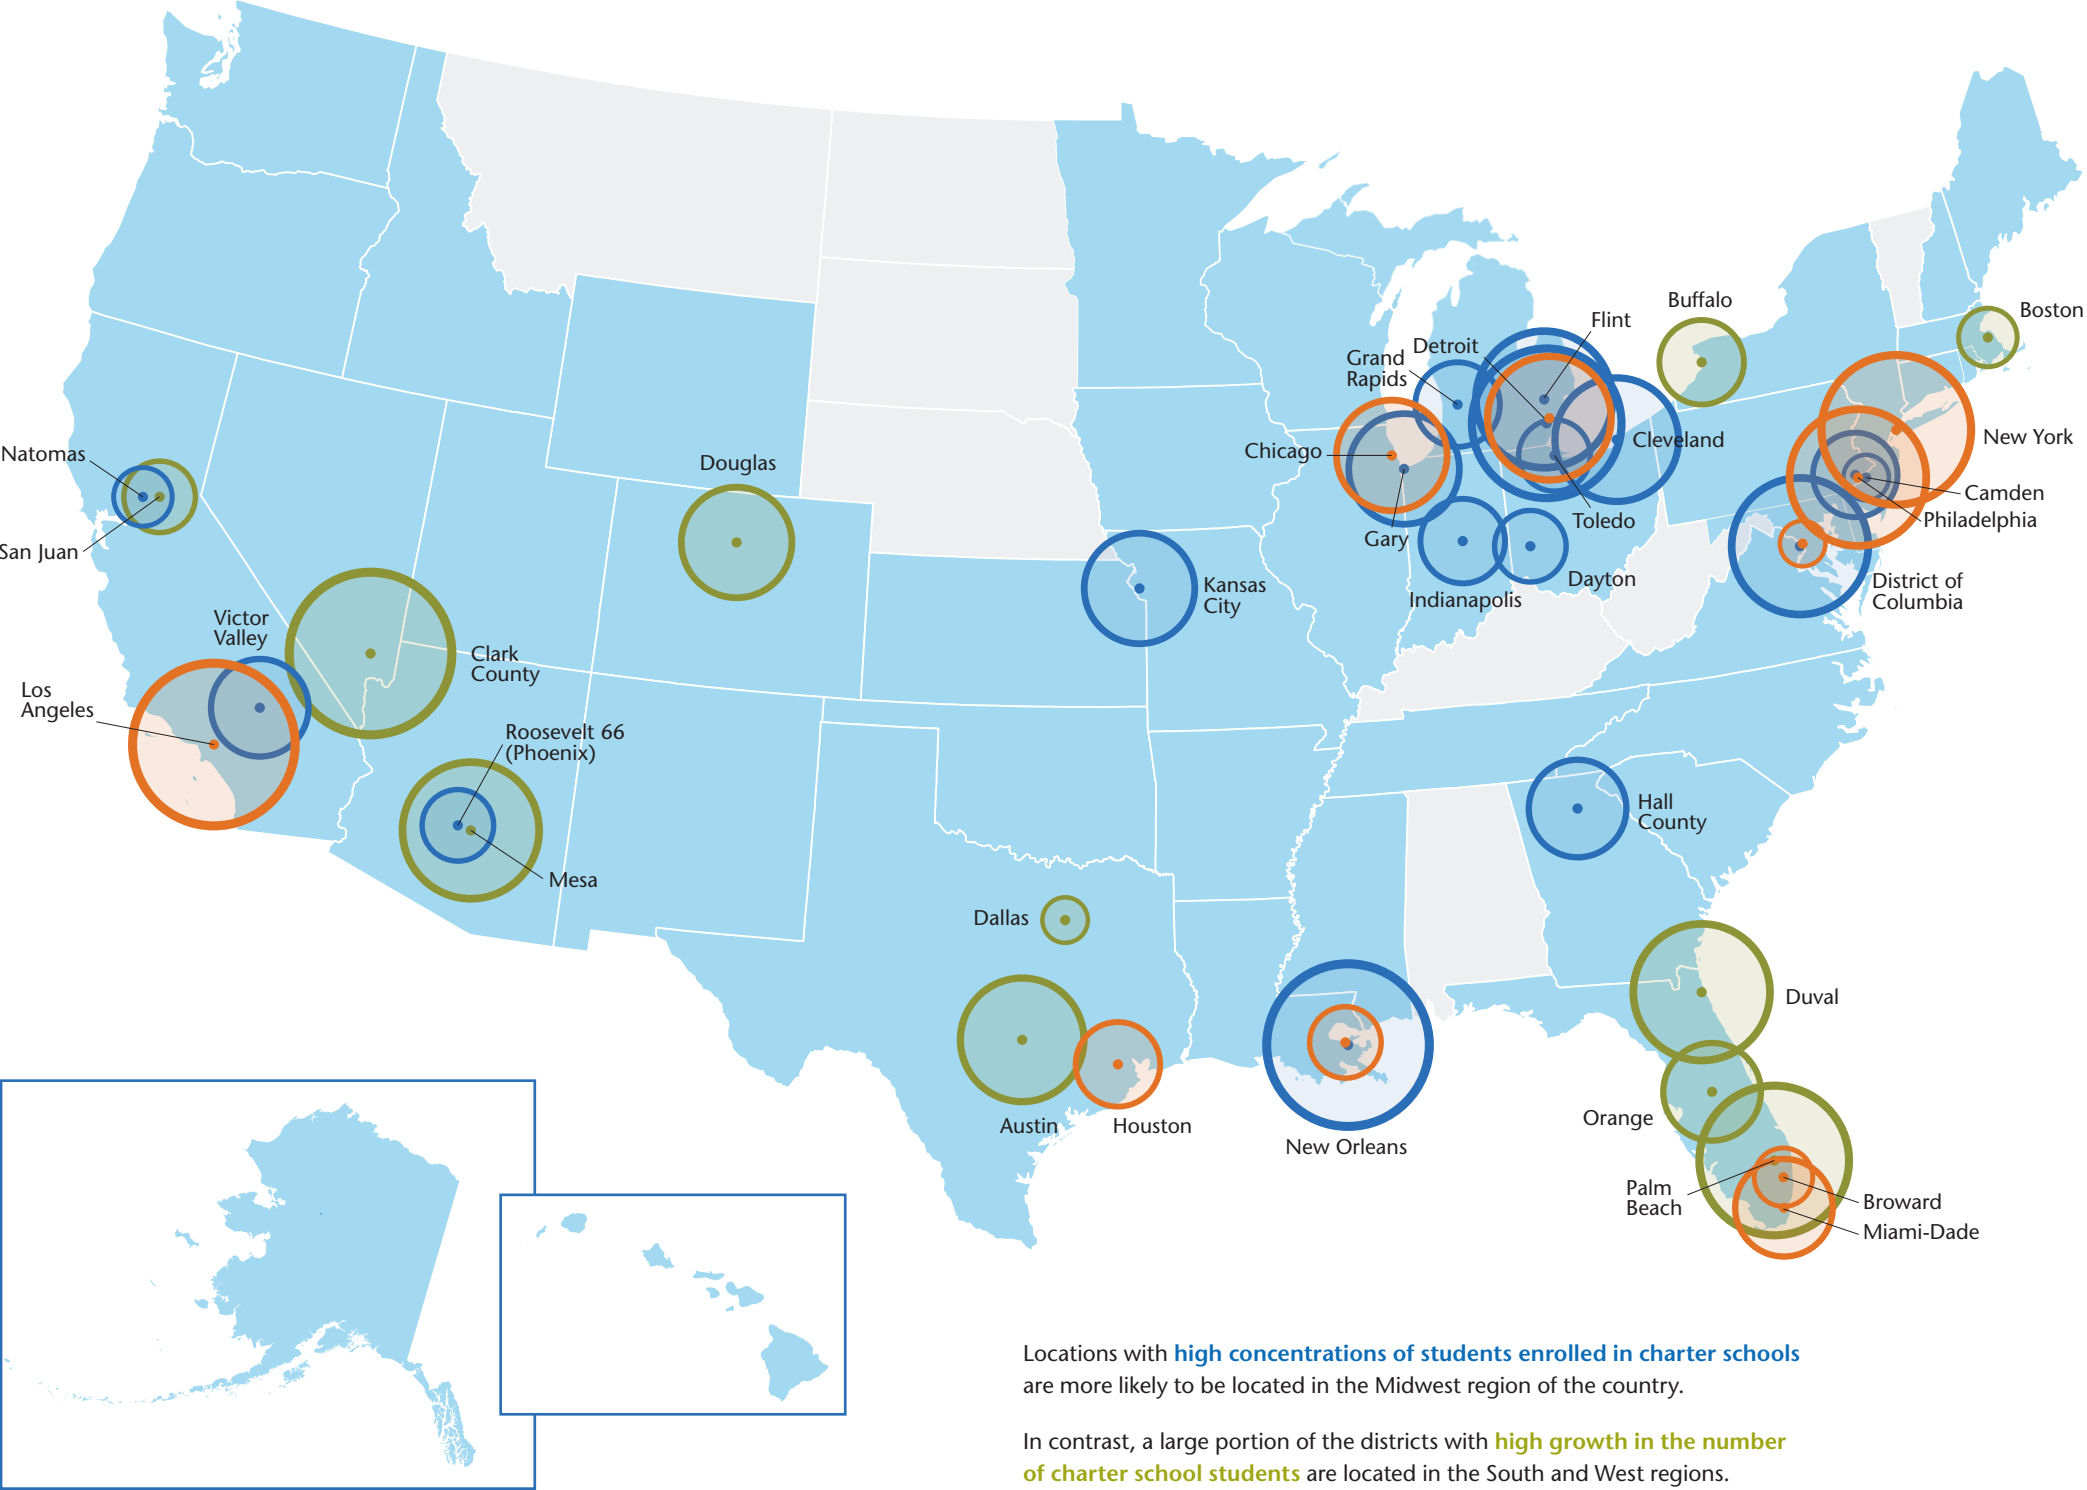 Buffalo
Boston
Flint
Detroit
Grand
Rapids
Cleveland
New York
Chicago
Natomas
Douglas
Camden
Philadelphia
Toledo
Gary
San Juan
Dayton
District of
Columbia
Kansas
City
Indianapolis
Victor
Valley
Clark
County
Los
Angeles
Roosevelt 66
(Phoenix)
Hall
County
Mesa
Dallas
Duval
Austin
Houston
New Orleans
Orange
Palm
Beach
Broward
Miami-Dade
Locations with high concentrations of students enrolled in charter schools
are more likely to be located in the Midwest region of the country.
In contrast, a large portion of the districts with high growth in the number
of charter school students are located in the South and West regions.